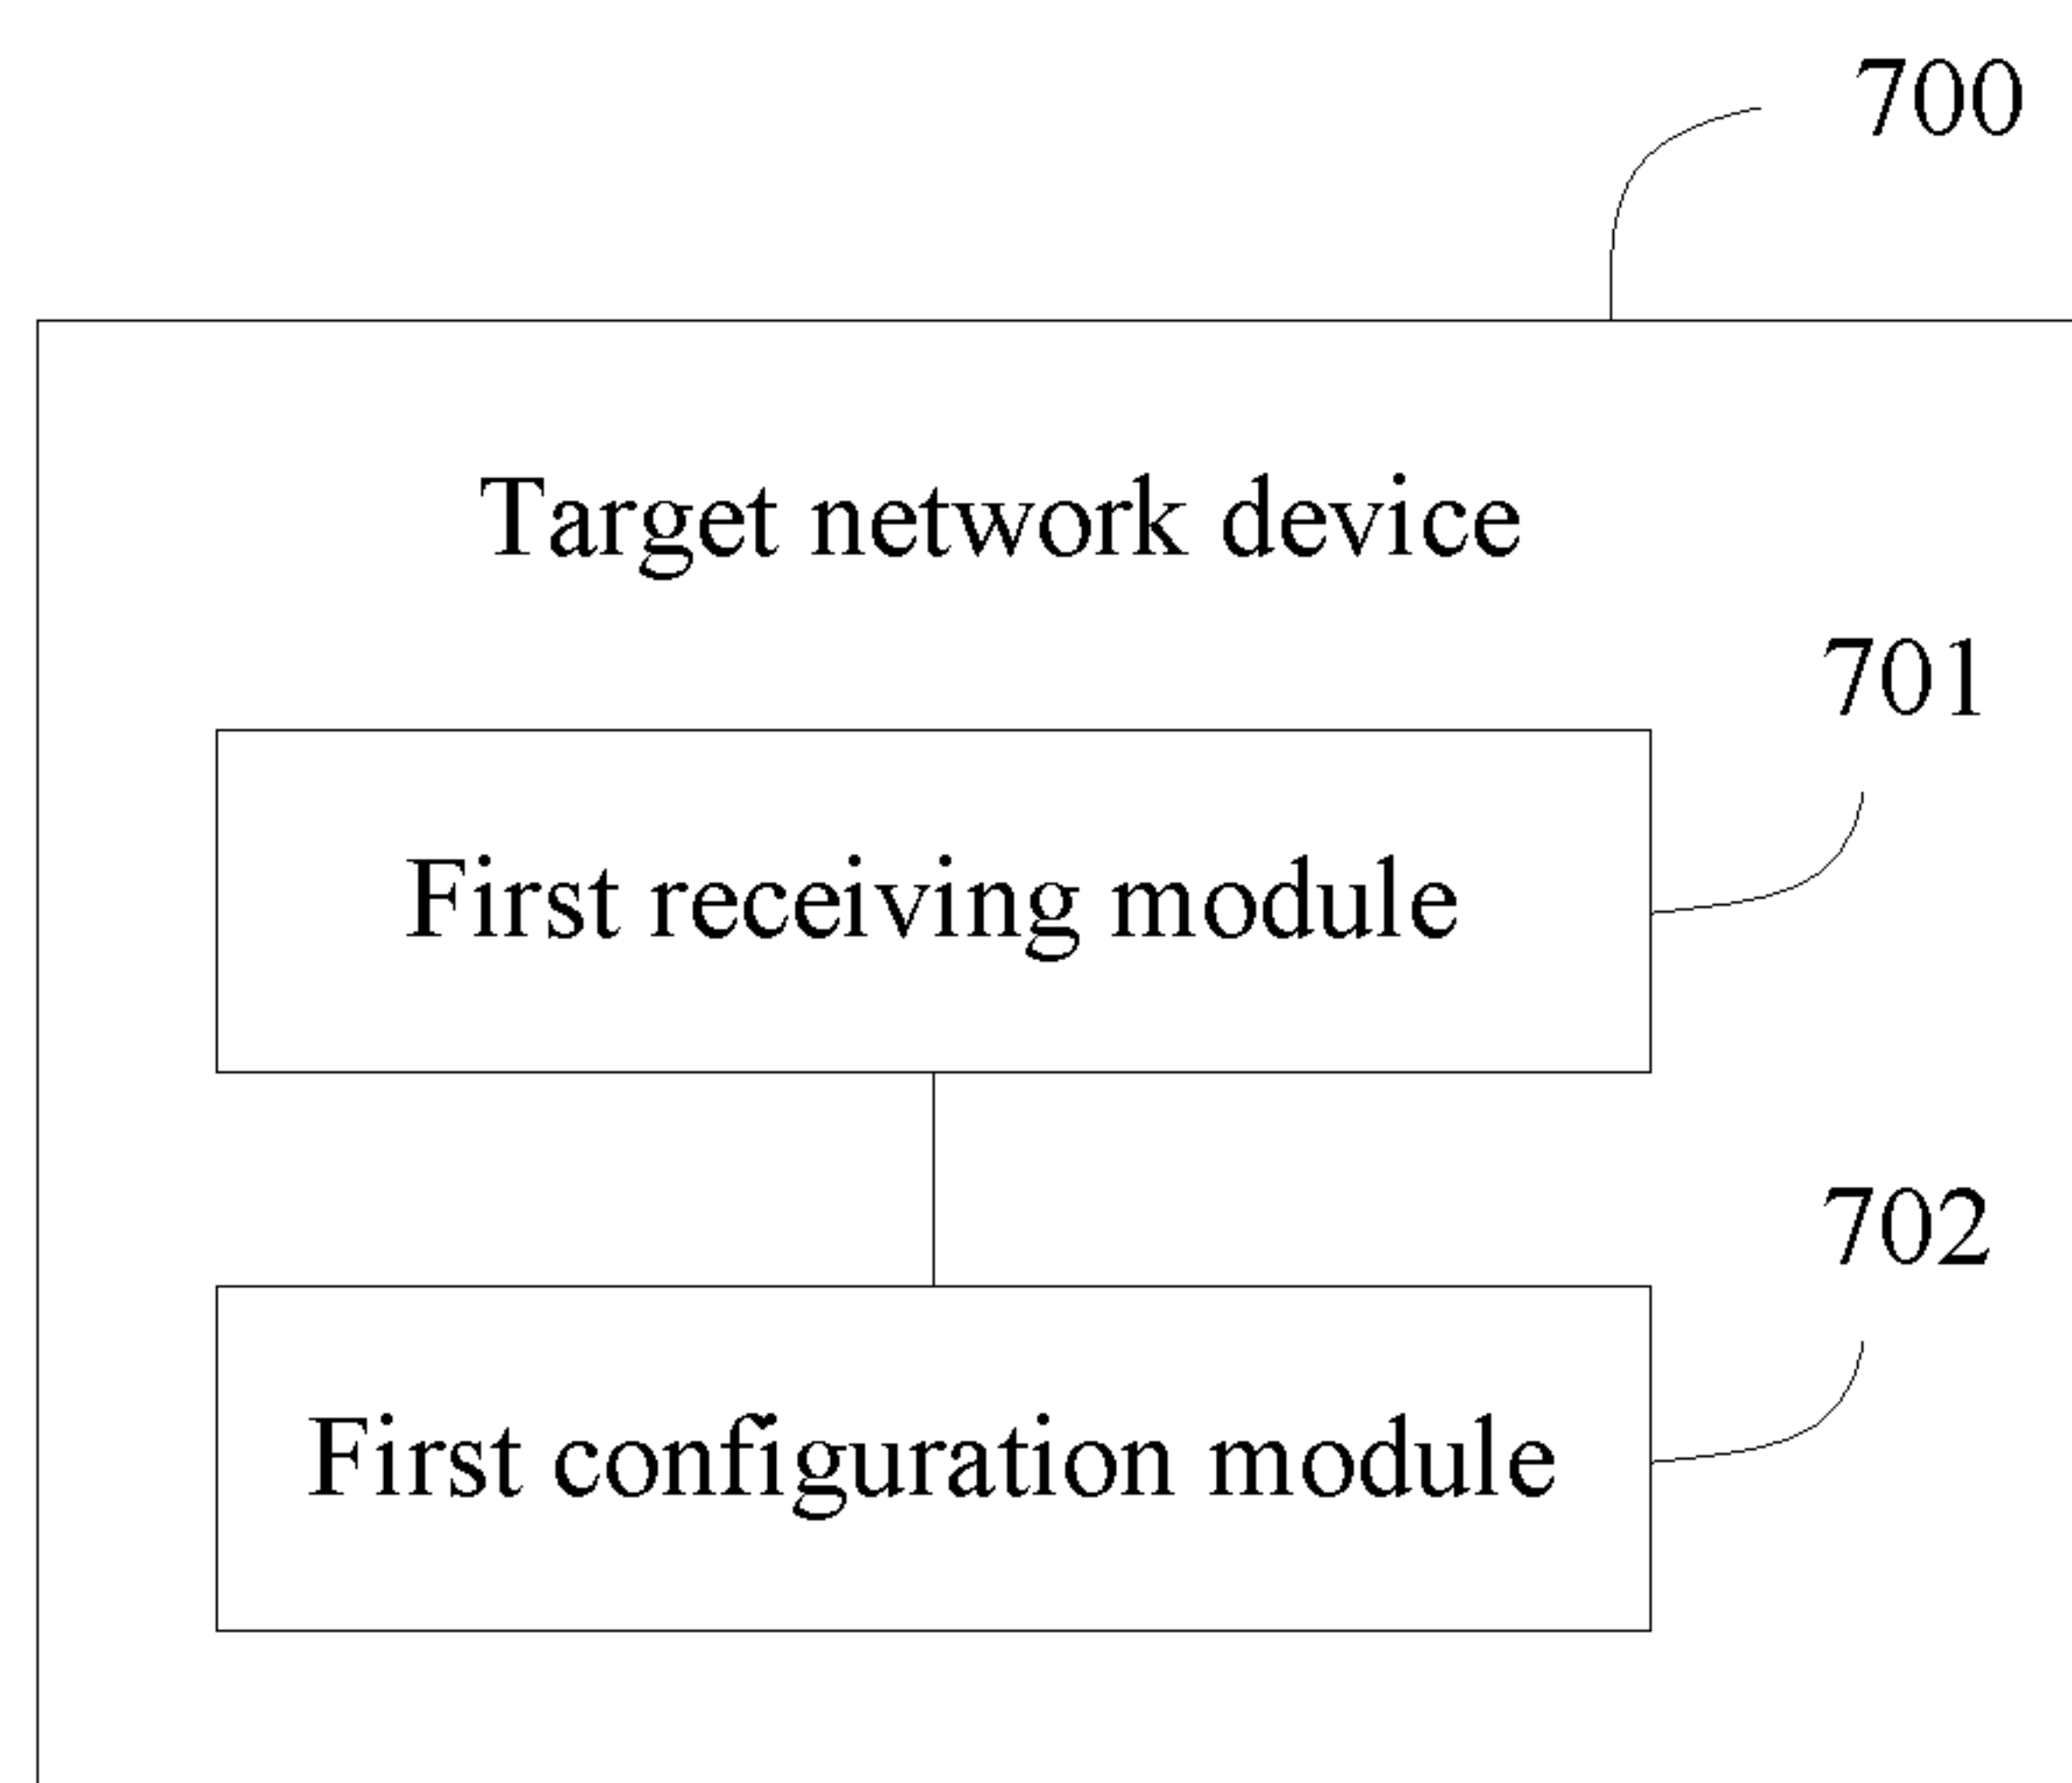 700
Target network device
701
First receiving module
702
First configuration module